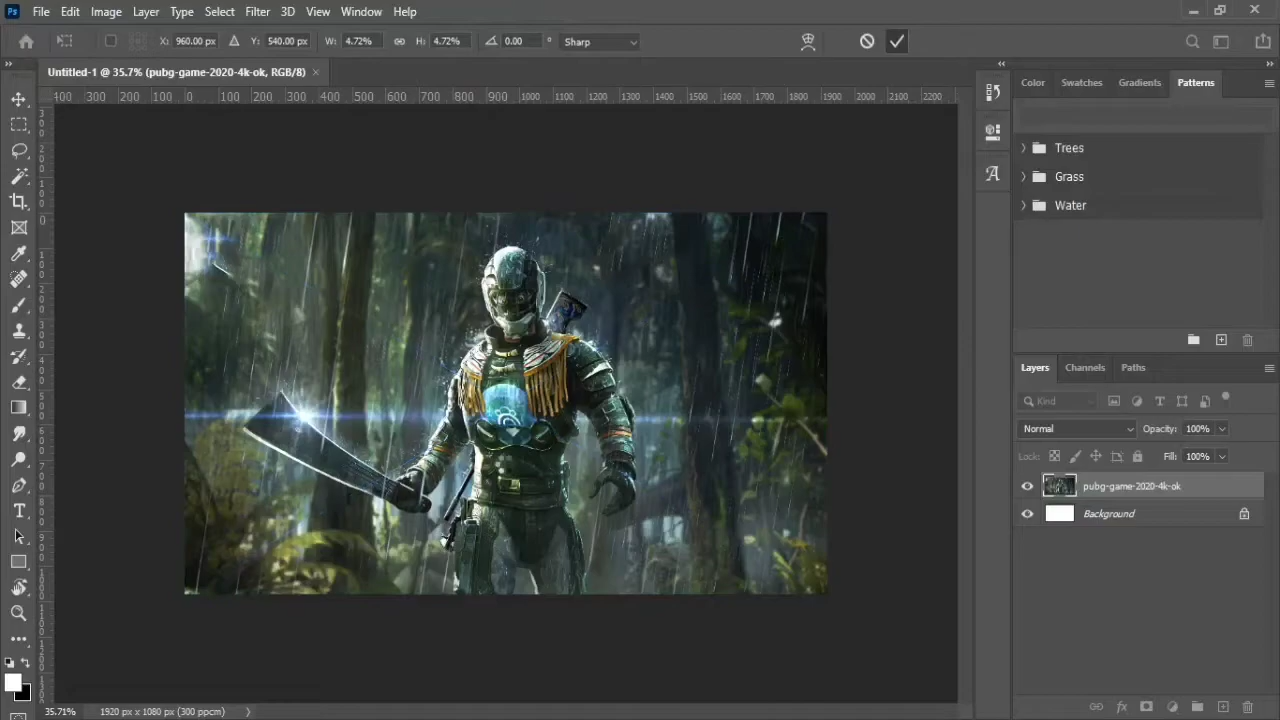 Ps File Edit Image Layer Type Select Filter 3D View Window Help
X: 960.00 px Y: 540.00 px W: 4.72% H: 4.72% 0.00 ° Sharp
Untitled-1 @ 35.7% (pubg-game-2020-4k-ok, RGB/8) ×
400 300 200 100 0 100 200 300 400 500 600 700 800 900 1000 1100 1200 1300 1400 1500 1600 1700 1800 1900 2000 2100 2200
Color Swatches Gradients Patterns
Trees
Grass
Water
Layers Channels Paths
Kind
Normal Opacity: 100%
Lock: Fill: 100%
pubg-game-2020-4k-ok
Background
35.71% 1920 px x 1080 px (300 ppcm)